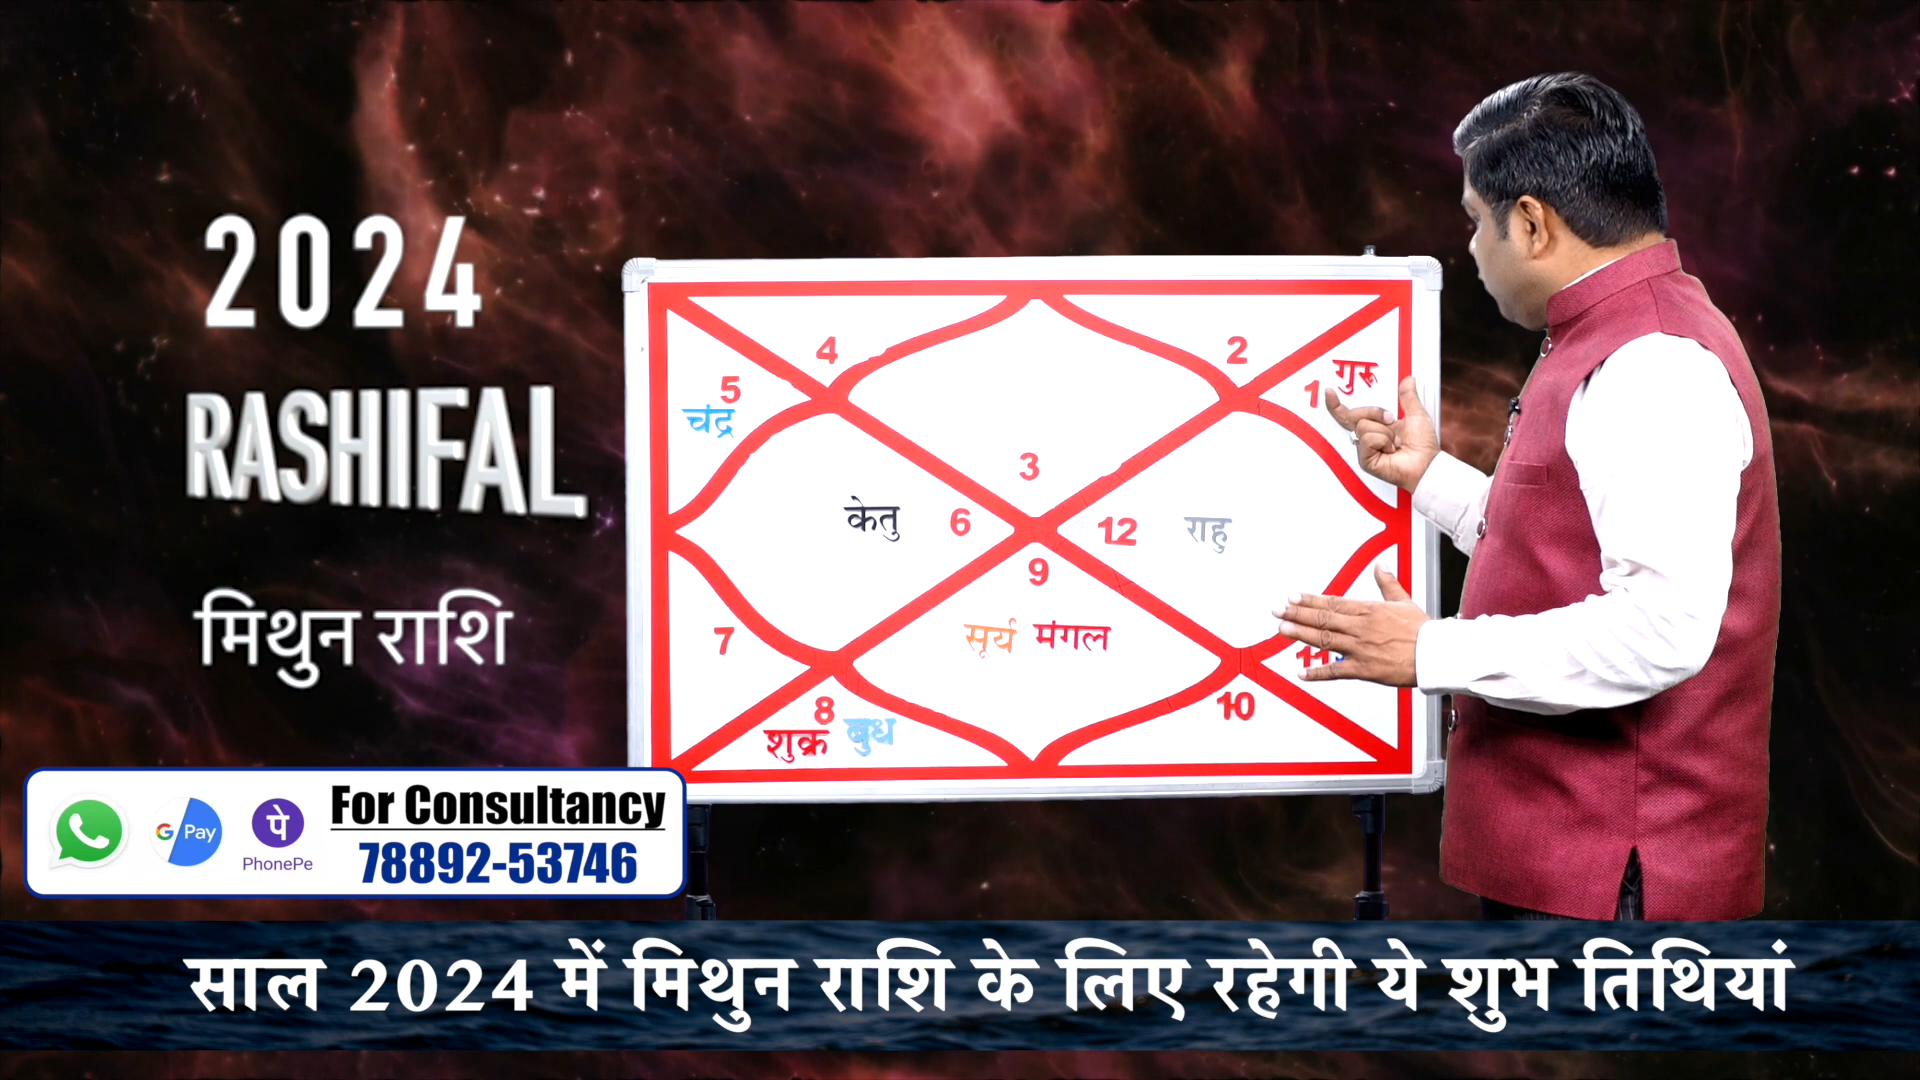 2024
RASHIFAL
मिथुन राशि
4
2
5
चंद्र
गुरू
1
3
केतु
6
12
राहु
9
सूर्य मंगल
7
11
8
10
शुक्र बुध
G Pay
पे
PhonePe
For Consultancy
78892-53746
साल 2024 में मिथुन राशि के लिए रहेगी ये शुभ तिथियां